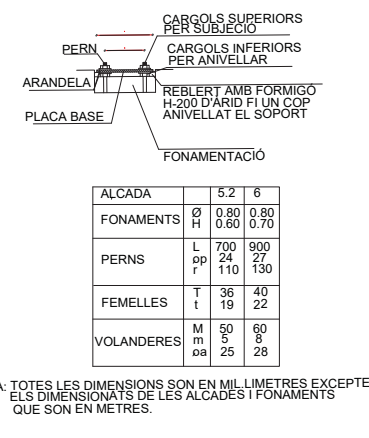 CARGOLS SUPERIORS
PER SUBJECIÓ
PERN
CARGOLS INFERIORS
PER ANIVELLAR
ARANDELA
REBLERT AMB FORMIGÓ
H-200 D'ÀRID FI UN COP
ANIVELLAT EL SOPORT
PLACA BASE
FONAMENTACIÓ
ALÇADA 5.2 6
FONAMENTS Ø 0.80 0.80
H 0.60 0.70
PERNS L 700 900
øp 24 27
r 110 130
FEMELLES T 36 40
t 19 22
VOLANDERES M 50 60
m 5 8
øa 25 28
A: TOTES LES DIMENSIONS SON EN MIL.LIMETRES EXCEPTE
ELS DIMENSIONATS DE LES ALCADES I FONAMENTS
QUE SON EN METRES.